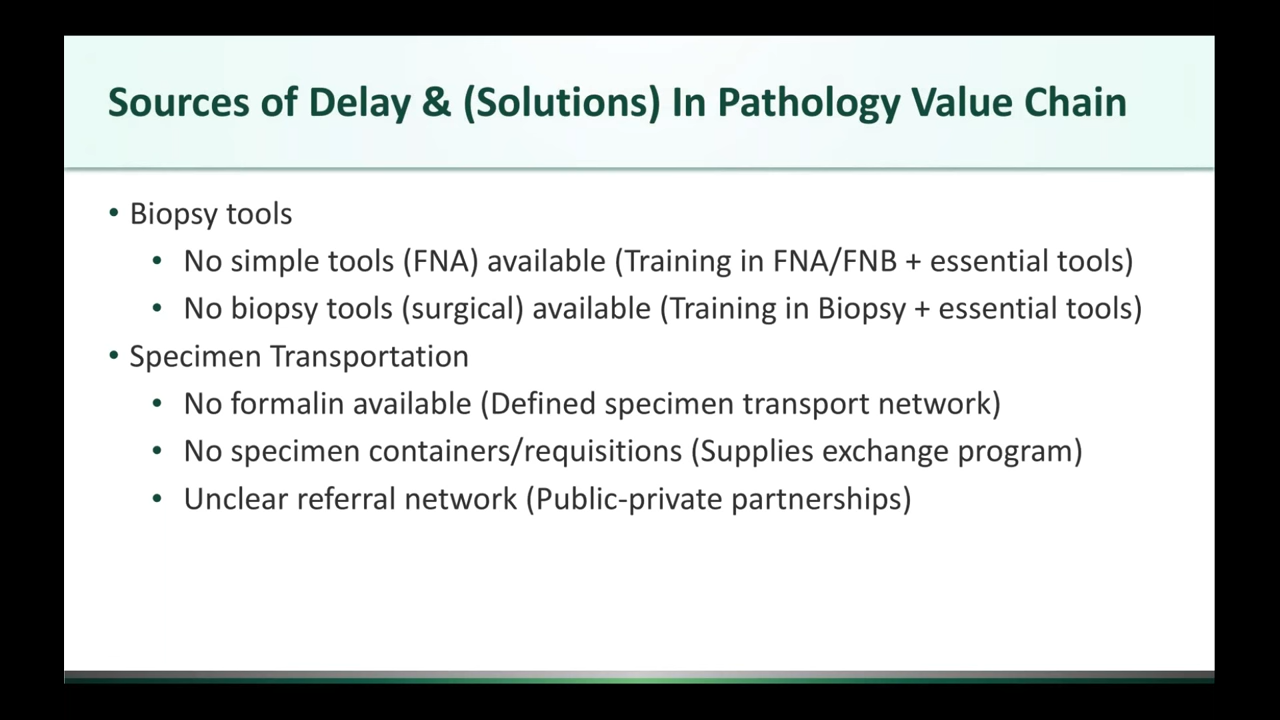 Sources of Delay & (Solutions) In Pathology Value Chain
• Biopsy tools
• No simple tools (FNA) available (Training in FNA/FNB + essential tools)
• No biopsy tools (surgical) available (Training in Biopsy + essential tools)
• Specimen Transportation
• No formalin available (Defined specimen transport network)
• No specimen containers/requisitions (Supplies exchange program)
• Unclear referral network (Public-private partnerships)